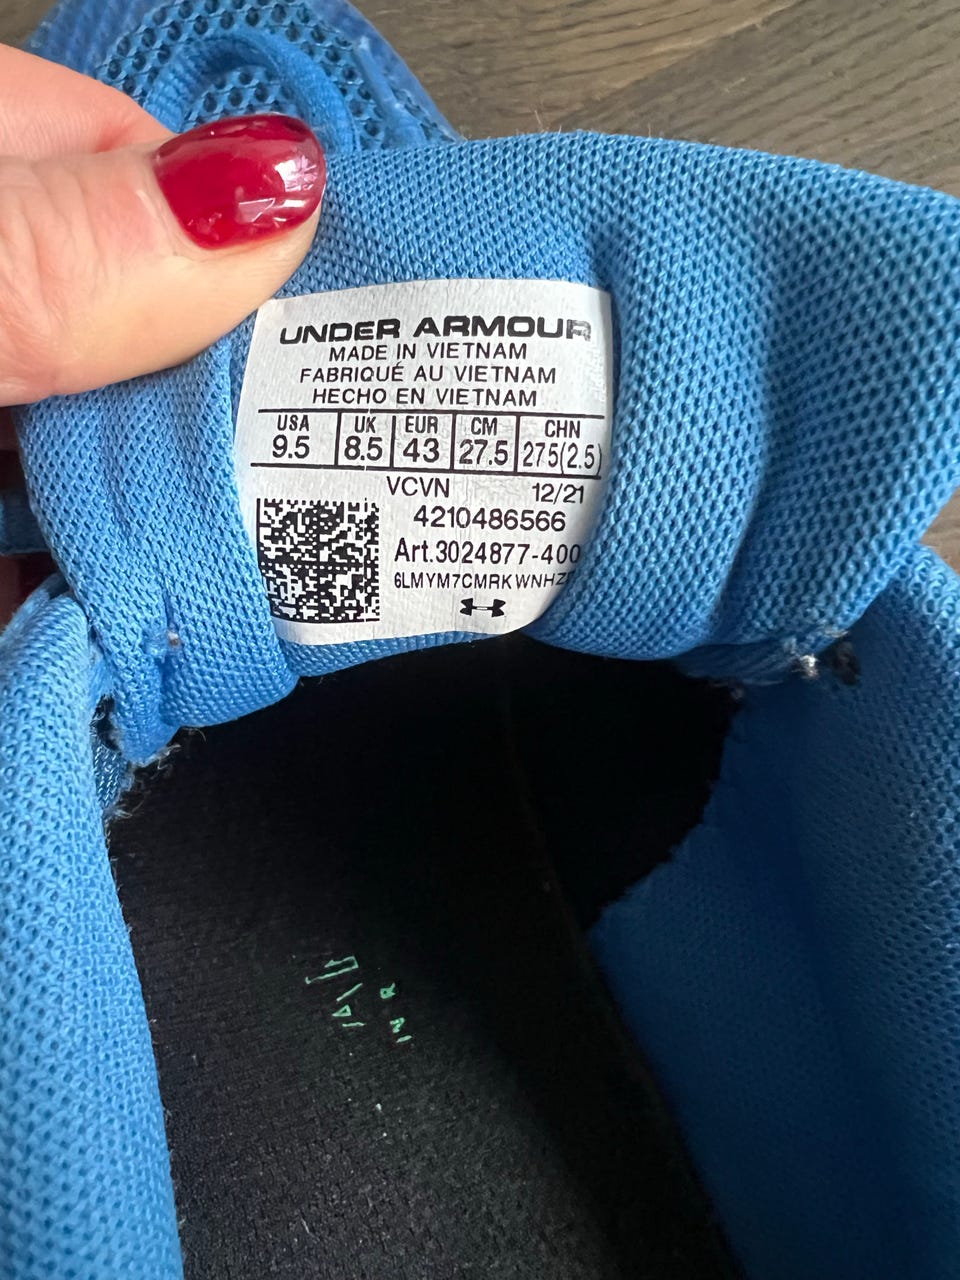 UNDER ARMOUR
MADE IN VIETNAM
FABRIQUÉ AU VIETNAM
HECHO EN VIETNAM
USA UK EUR CM CHN
9.5 8.5 43 27.5 275(2.5)
VCVN 12/21
4210486566
Art.3024877-400